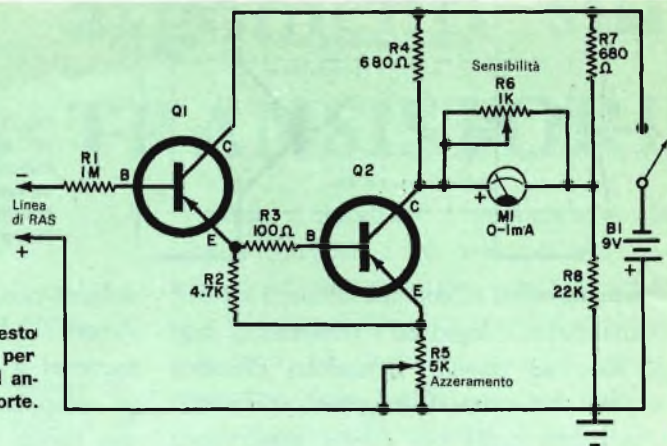 R4
680Ω
R7
680
Ω
Sensibilità
R6
1K
Q1
C
B
E
R1
1M
−
Linea
di RAS
+
Q2
R3
100Ω
B
C
E
R2
4.7K
+
M1
0-1mA
B1
9V
+
R8
22K
R5
5K
Azzeramento
esto
per
an-
orte.